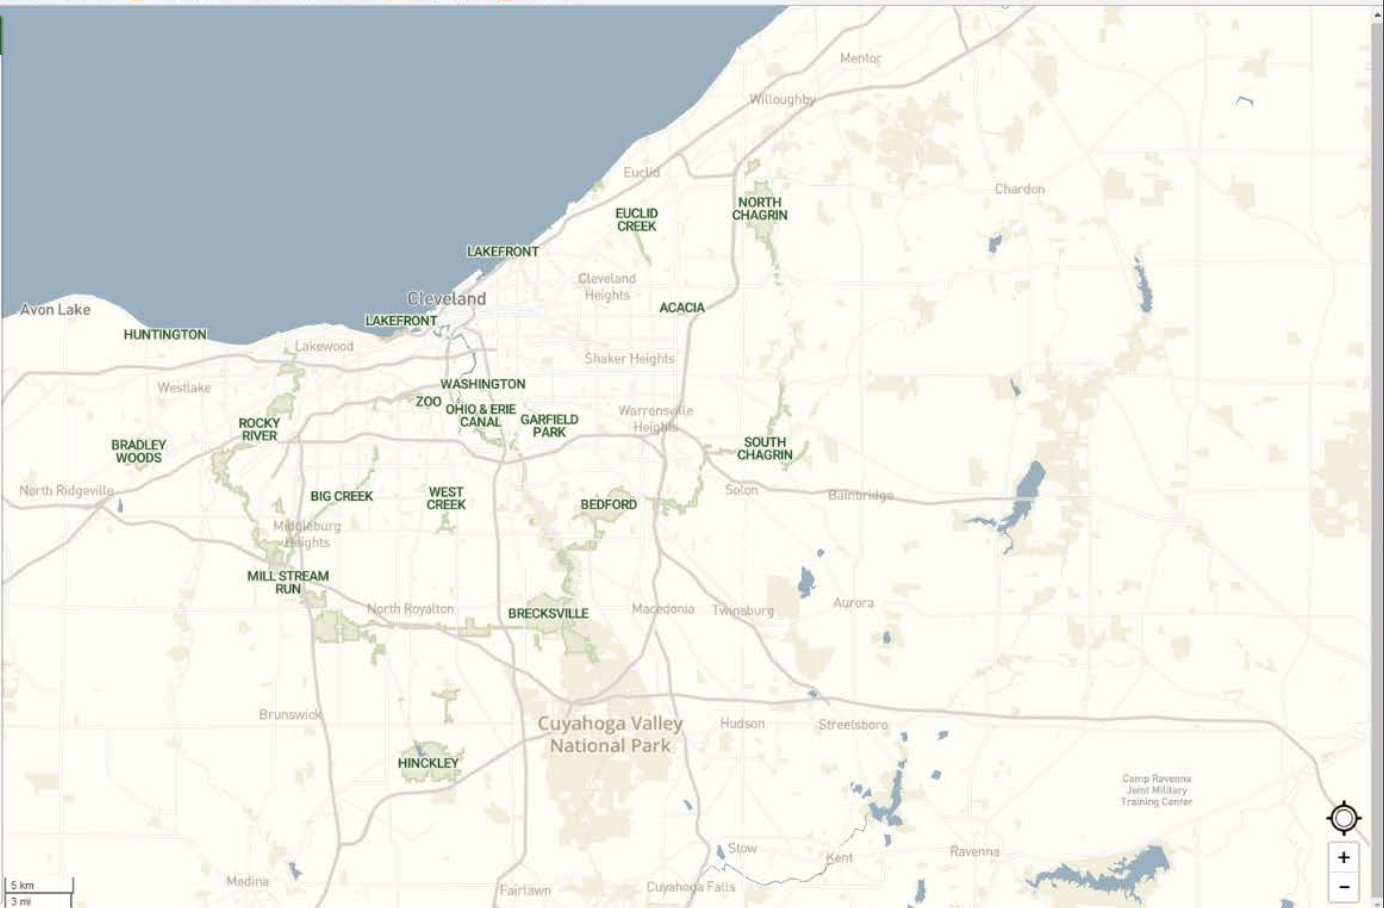 Mentor
Willoughby
Euclid
Chardon
NORTH
CHAGRIN
EUCLID
CREEK
LAKEFRONT
Cleveland
Heights
Cleveland
ACACIA
Avon Lake
LAKEFRONT
HUNTINGTON
Lakewood
Shaker Heights
Westlake
WASHINGTON
ZOO
OHIO & ERIE
CANAL
GARFIELD
PARK
Warrensville
Heights
ROCKY
RIVER
BRADLEY
WOODS
SOUTH
CHAGRIN
North Ridgeville
BIG CREEK
WEST
CREEK
BEDFORD
Solon
Bainbridge
Middleburg
Heights
MILL STREAM
RUN
North Royalton
BRECKSVILLE
Macedonia
Twinsburg
Aurora
Brunswick
Cuyahoga Valley
National Park
Hudson
Streetsboro
HINCKLEY
Camp Ravenna
Joint Military
Training Center
Stow
Kent
Ravenna
Medina
Fairlawn
Cuyahoga Falls
5 km
3 mi
+
−